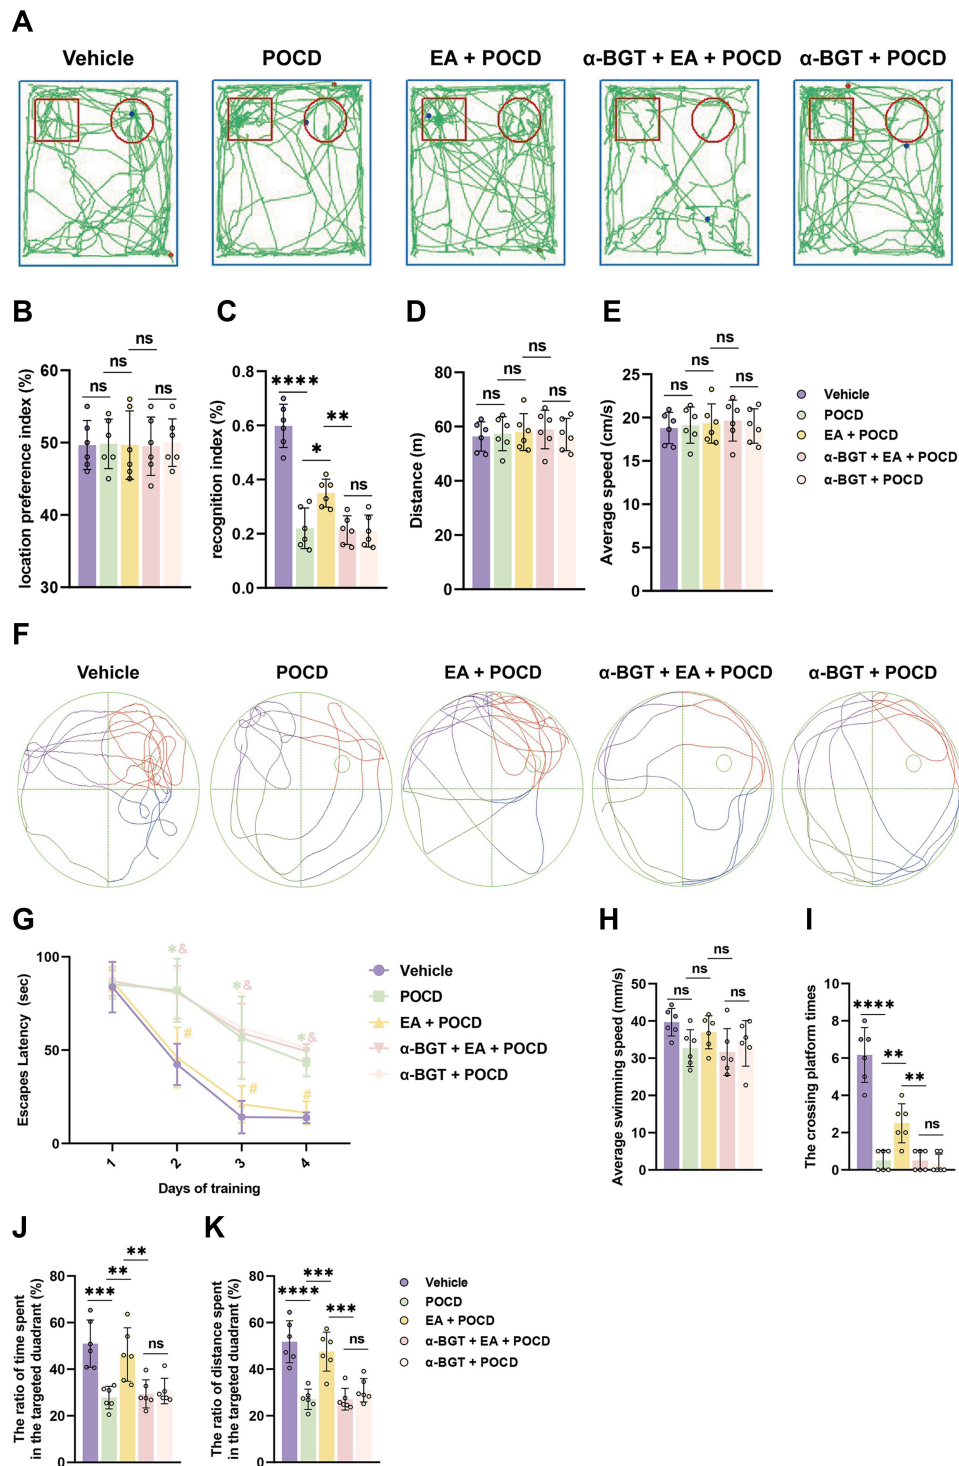 A
Vehicle POCD EA + POCD α-BGT + EA + POCD α-BGT + POCD
B C D E
location preference index (%)
60
50
40
30
ns ns ns ns
recognition index (%)
0.8
0.6
0.4
0.2
0.0
**** * ** ns
Distance (m)
80
60
40
20
0
ns ns ns ns
Average speed (cm/s)
25
20
15
10
5
0
ns ns ns ns
Vehicle
POCD
EA + POCD
α-BGT + EA + POCD
α-BGT + POCD
F
Vehicle POCD EA + POCD α-BGT + EA + POCD α-BGT + POCD
G H I
Escapes Latency (sec)
100
50
0
*& *& *&
# # #
1 2 3 4
Days of training
Vehicle
POCD
EA + POCD
α-BGT + EA + POCD
α-BGT + POCD
Average swimming speed (mm/s)
50
40
30
20
10
0
ns ns ns ns
The crossing platform times
10
8
6
4
2
0
**** ** ** ns
J K
The ratio of time spent
in the targeted duadrant (%)
80
60
40
20
0
*** ** ** ns
The ratio of distance spent
in the targeted duadrant (%)
80
60
40
20
0
**** *** *** ns
Vehicle
POCD
EA + POCD
α-BGT + EA + POCD
α-BGT + POCD